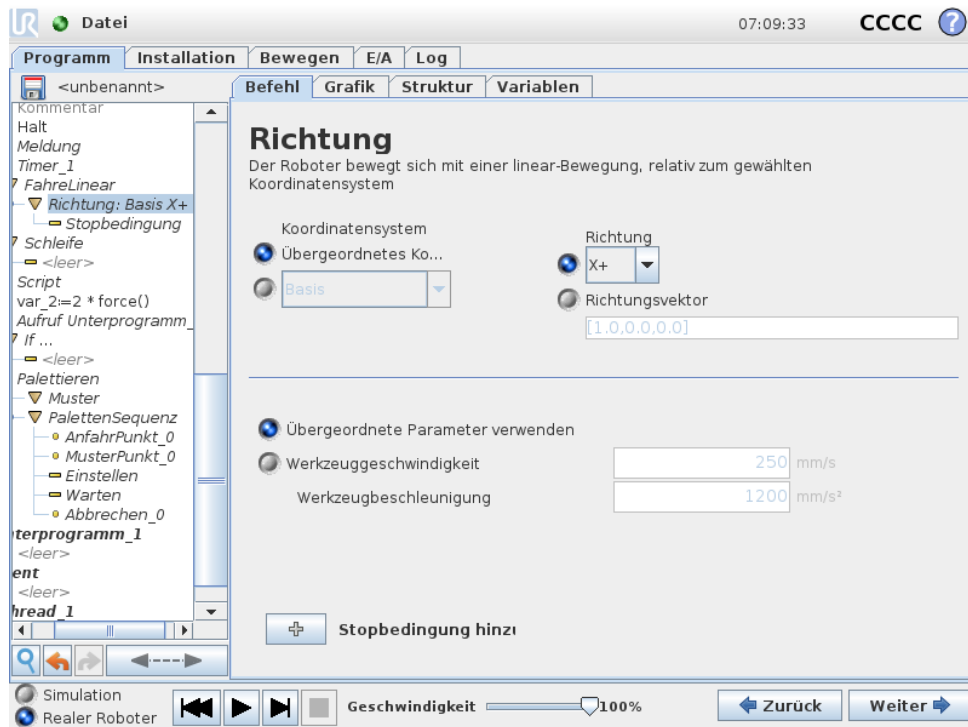 UR Datei 07:09:33 CCCC ?
Programm Installation Bewegen E/A Log
<unbenannt>
Befehl Grafik Struktur Variablen
Kommentar
Halt
Meldung
Timer_1
FahreLinear
Richtung: Basis X+
Stopbedingung
Schleife
<leer>
Script
var_2:=2 * force()
Aufruf Unterprogramm_
If ...
<leer>
Palettieren
Muster
PalettenSequenz
AnfahrPunkt_0
MusterPunkt_0
Einstellen
Warten
Abbrechen_0
nterprogramm_1
<leer>
ent
<leer>
hread_1
Richtung
Der Roboter bewegt sich mit einer linear-Bewegung, relativ zum gewählten
Koordinatensystem
Koordinatensystem
Übergeordnetes Ko...
Basis
Richtung
X+
Richtungsvektor
[1.0,0.0,0.0]
Übergeordnete Parameter verwenden
Werkzeuggeschwindigkeit 250 mm/s
Werkzeugbeschleunigung 1200 mm/s²
Stopbedingung hinzu
Simulation
Realer Roboter
Geschwindigkeit 100%
Zurück Weiter